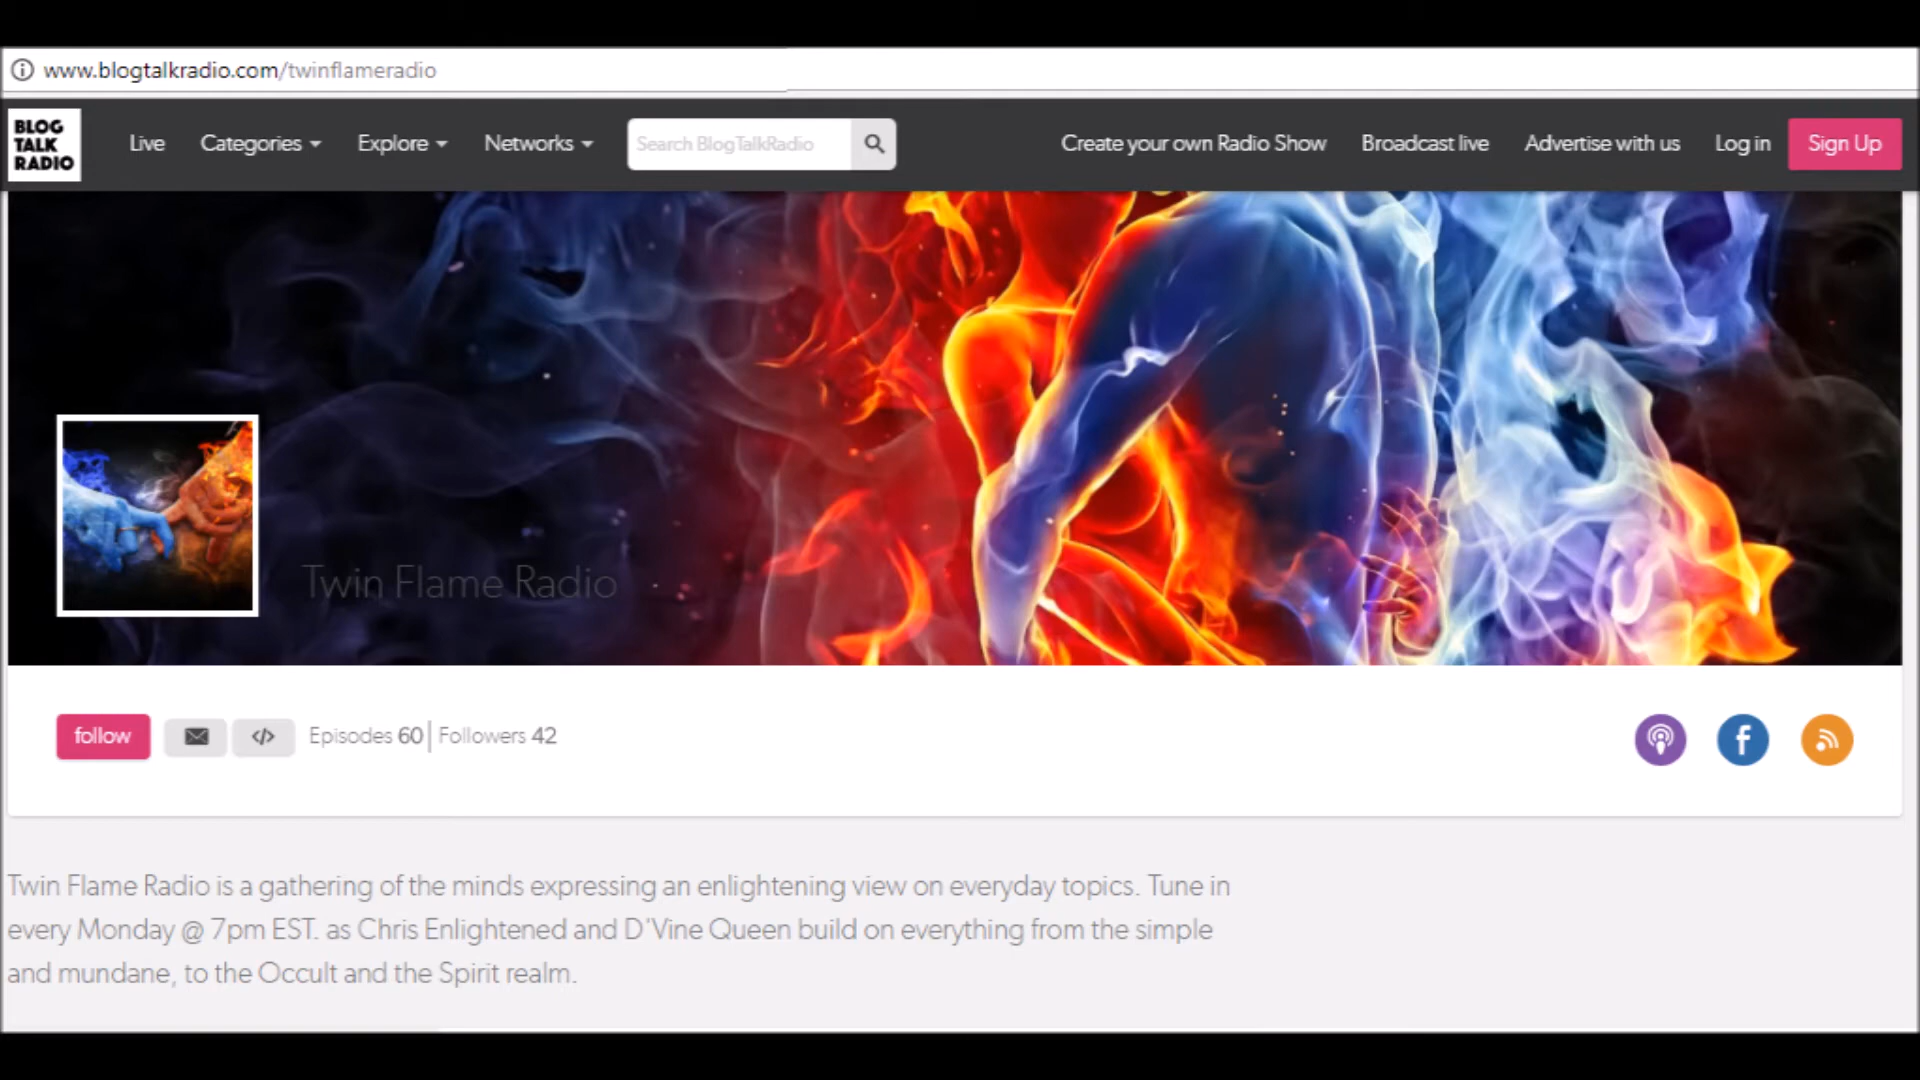 www.blogtalkradio.com/twinflameradio
BLOG
TALK
RADIO
Live Categories Explore Networks Search BlogTalkRadio Create your own Radio Show Broadcast live Advertise with us Log in Sign Up
Twin Flame Radio
follow Episodes 60 Followers 42
Twin Flame Radio is a gathering of the minds expressing an enlightening view on everyday topics. Tune in
every Monday @ 7pm EST. as Chris Enlightened and D'Vine Queen build on everything from the simple
and mundane, to the Occult and the Spirit realm.